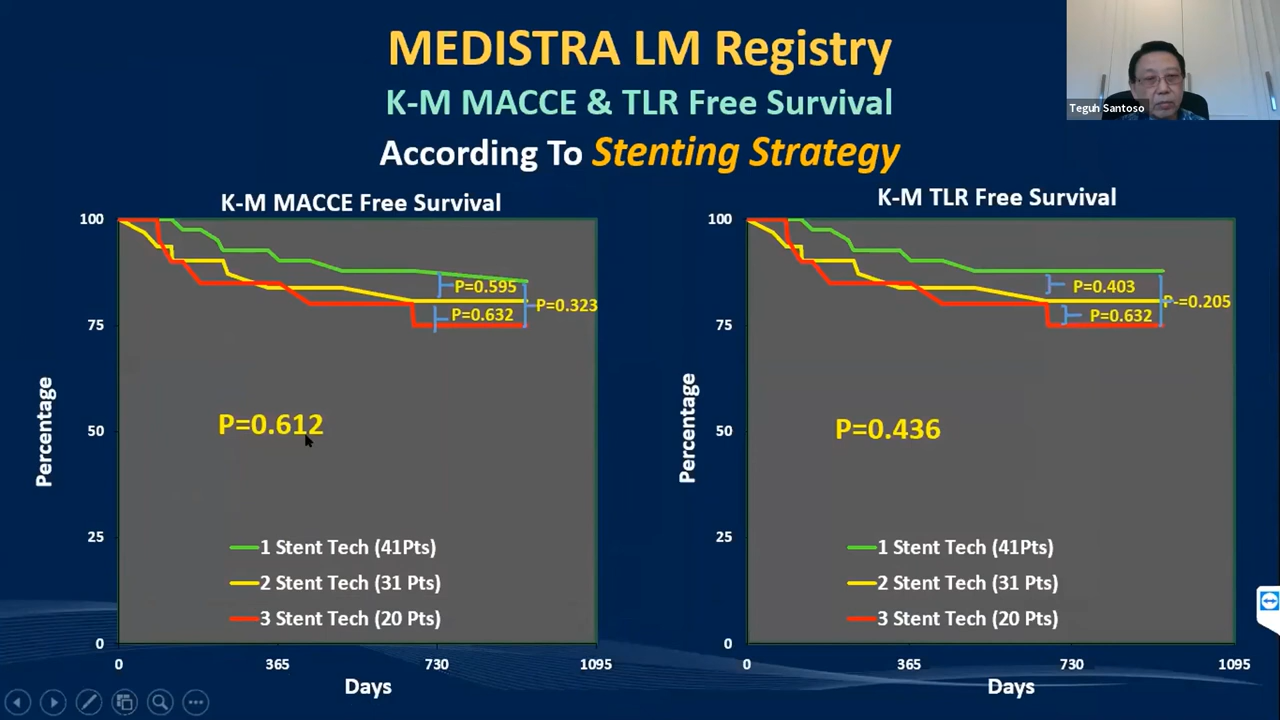 MEDISTRA LM Registry
K-M MACCE & TLR Free Survival
According To Stenting Strategy
Teguh Santoso
K-M MACCE Free Survival
100
75
50
25
0
Percentage
P=0.595
P=0.323
P=0.632
P=0.612
1 Stent Tech (41Pts)
2 Stent Tech (31 Pts)
3 Stent Tech (20 Pts)
0
365
730
1095
Days
K-M TLR Free Survival
100
75
50
25
0
Percentage
P=0.403
P-=0.205
P=0.632
P=0.436
1 Stent Tech (41Pts)
2 Stent Tech (31 Pts)
3 Stent Tech (20 Pts)
0
365
730
1095
Days